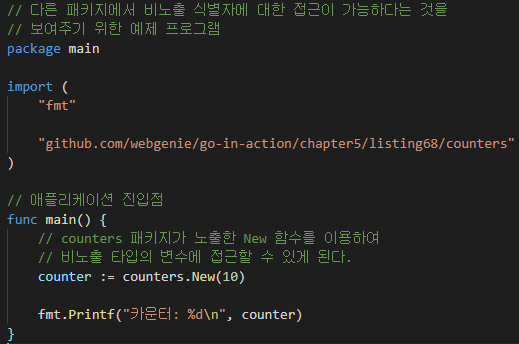 // 다른 패키지에서 비노출 식별자에 대한 접근이 가능하다는 것을
// 보여주기 위한 예제 프로그램
package main
import (
"fmt"
"github.com/webgenie/go-in-action/chapter5/listing68/counters"
)
// 애플리케이션 진입점
func main() {
// counters 패키지가 노출한 New 함수를 이용하여
// 비노출 타입의 변수에 접근할 수 있게 된다.
counter := counters.New(10)
fmt.Printf("카운터: %d\n", counter)
}